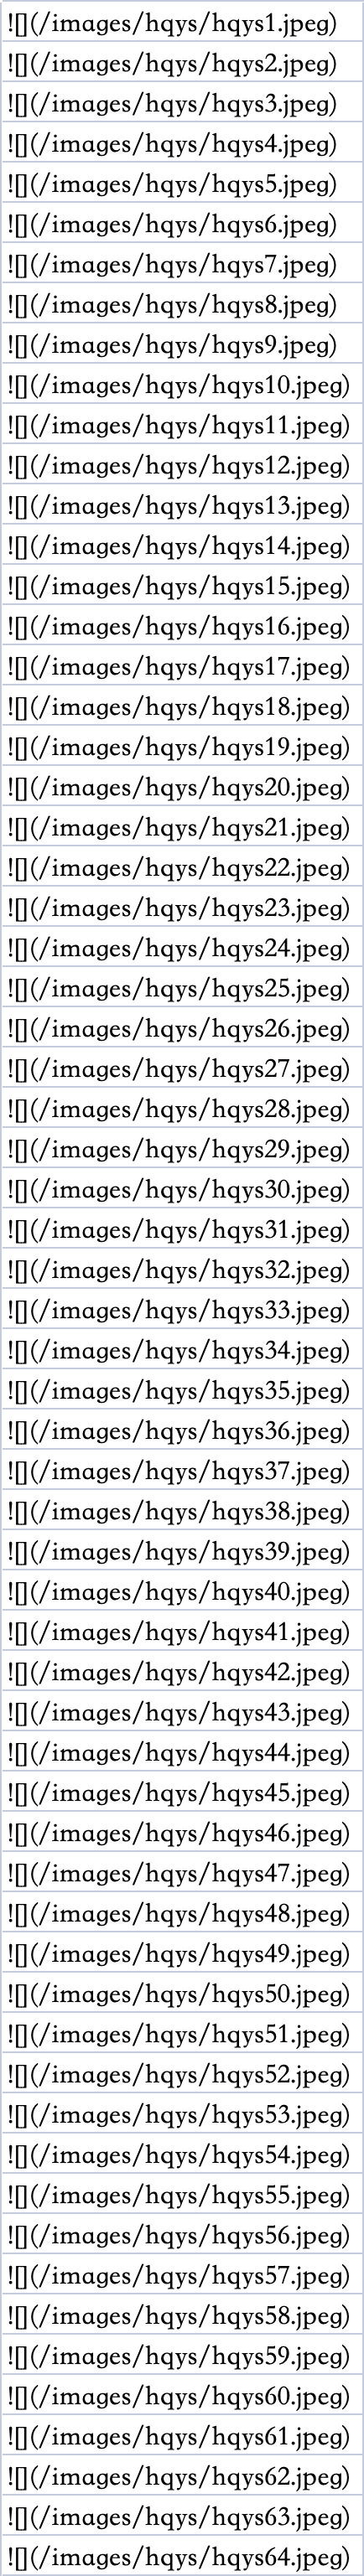 ![](/images/hqys/hqys1.jpeg)
![](/images/hqys/hqys2.jpeg)
![](/images/hqys/hqys3.jpeg)
![](/images/hqys/hqys4.jpeg)
![](/images/hqys/hqys5.jpeg)
![](/images/hqys/hqys6.jpeg)
![](/images/hqys/hqys7.jpeg)
![](/images/hqys/hqys8.jpeg)
![](/images/hqys/hqys9.jpeg)
![](/images/hqys/hqys10.jpeg)
![](/images/hqys/hqys11.jpeg)
![](/images/hqys/hqys12.jpeg)
![](/images/hqys/hqys13.jpeg)
![](/images/hqys/hqys14.jpeg)
![](/images/hqys/hqys15.jpeg)
![](/images/hqys/hqys16.jpeg)
![](/images/hqys/hqys17.jpeg)
![](/images/hqys/hqys18.jpeg)
![](/images/hqys/hqys19.jpeg)
![](/images/hqys/hqys20.jpeg)
![](/images/hqys/hqys21.jpeg)
![](/images/hqys/hqys22.jpeg)
![](/images/hqys/hqys23.jpeg)
![](/images/hqys/hqys24.jpeg)
![](/images/hqys/hqys25.jpeg)
![](/images/hqys/hqys26.jpeg)
![](/images/hqys/hqys27.jpeg)
![](/images/hqys/hqys28.jpeg)
![](/images/hqys/hqys29.jpeg)
![](/images/hqys/hqys30.jpeg)
![](/images/hqys/hqys31.jpeg)
![](/images/hqys/hqys32.jpeg)
![](/images/hqys/hqys33.jpeg)
![](/images/hqys/hqys34.jpeg)
![](/images/hqys/hqys35.jpeg)
![](/images/hqys/hqys36.jpeg)
![](/images/hqys/hqys37.jpeg)
![](/images/hqys/hqys38.jpeg)
![](/images/hqys/hqys39.jpeg)
![](/images/hqys/hqys40.jpeg)
![](/images/hqys/hqys41.jpeg)
![](/images/hqys/hqys42.jpeg)
![](/images/hqys/hqys43.jpeg)
![](/images/hqys/hqys44.jpeg)
![](/images/hqys/hqys45.jpeg)
![](/images/hqys/hqys46.jpeg)
![](/images/hqys/hqys47.jpeg)
![](/images/hqys/hqys48.jpeg)
![](/images/hqys/hqys49.jpeg)
![](/images/hqys/hqys50.jpeg)
![](/images/hqys/hqys51.jpeg)
![](/images/hqys/hqys52.jpeg)
![](/images/hqys/hqys53.jpeg)
![](/images/hqys/hqys54.jpeg)
![](/images/hqys/hqys55.jpeg)
![](/images/hqys/hqys56.jpeg)
![](/images/hqys/hqys57.jpeg)
![](/images/hqys/hqys58.jpeg)
![](/images/hqys/hqys59.jpeg)
![](/images/hqys/hqys60.jpeg)
![](/images/hqys/hqys61.jpeg)
![](/images/hqys/hqys62.jpeg)
![](/images/hqys/hqys63.jpeg)
![](/images/hqys/hqys64.jpeg)